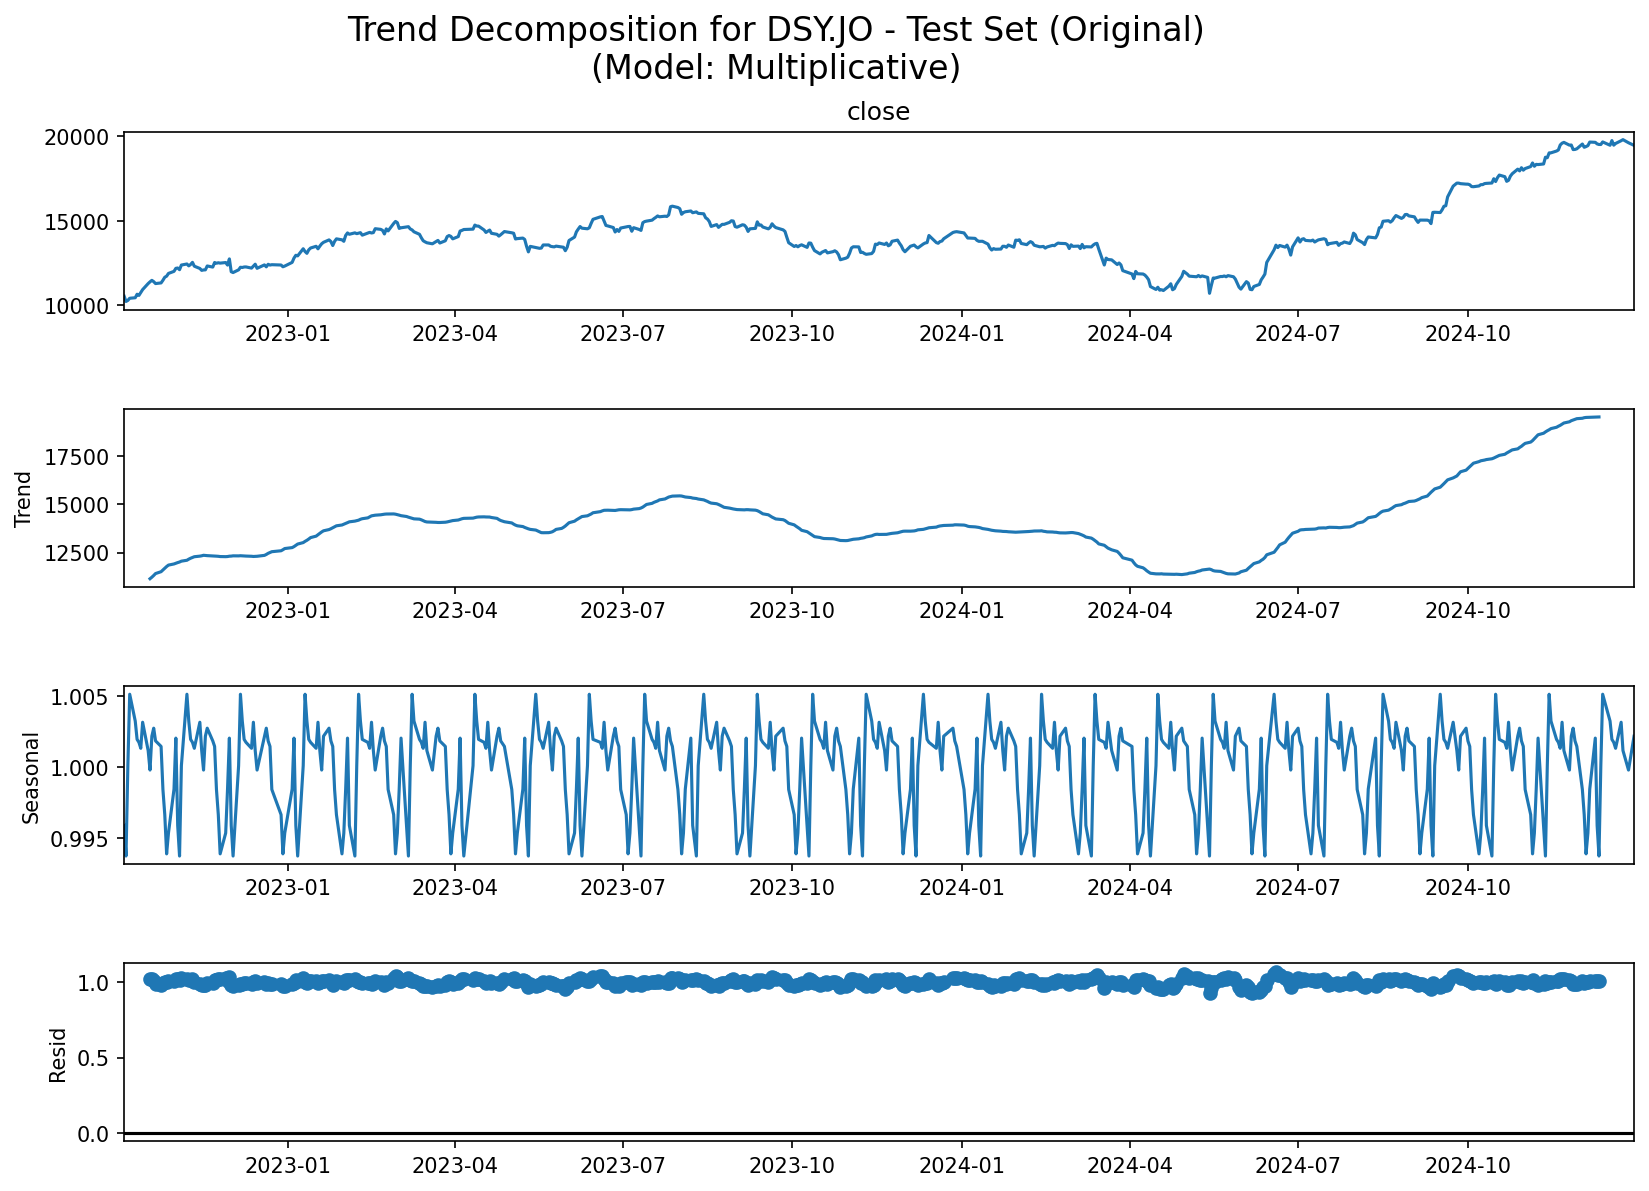 Trend Decomposition for DSY.JO - Test Set (Original)
(Model: Multiplicative)
close
20000
15000
10000
2023-01 2023-04 2023-07 2023-10 2024-01 2024-04 2024-07 2024-10
Trend
17500
15000
12500
2023-01 2023-04 2023-07 2023-10 2024-01 2024-04 2024-07 2024-10
Seasonal
1.005
1.000
0.995
2023-01 2023-04 2023-07 2023-10 2024-01 2024-04 2024-07 2024-10
Resid
1.0
0.5
0.0
2023-01 2023-04 2023-07 2023-10 2024-01 2024-04 2024-07 2024-10